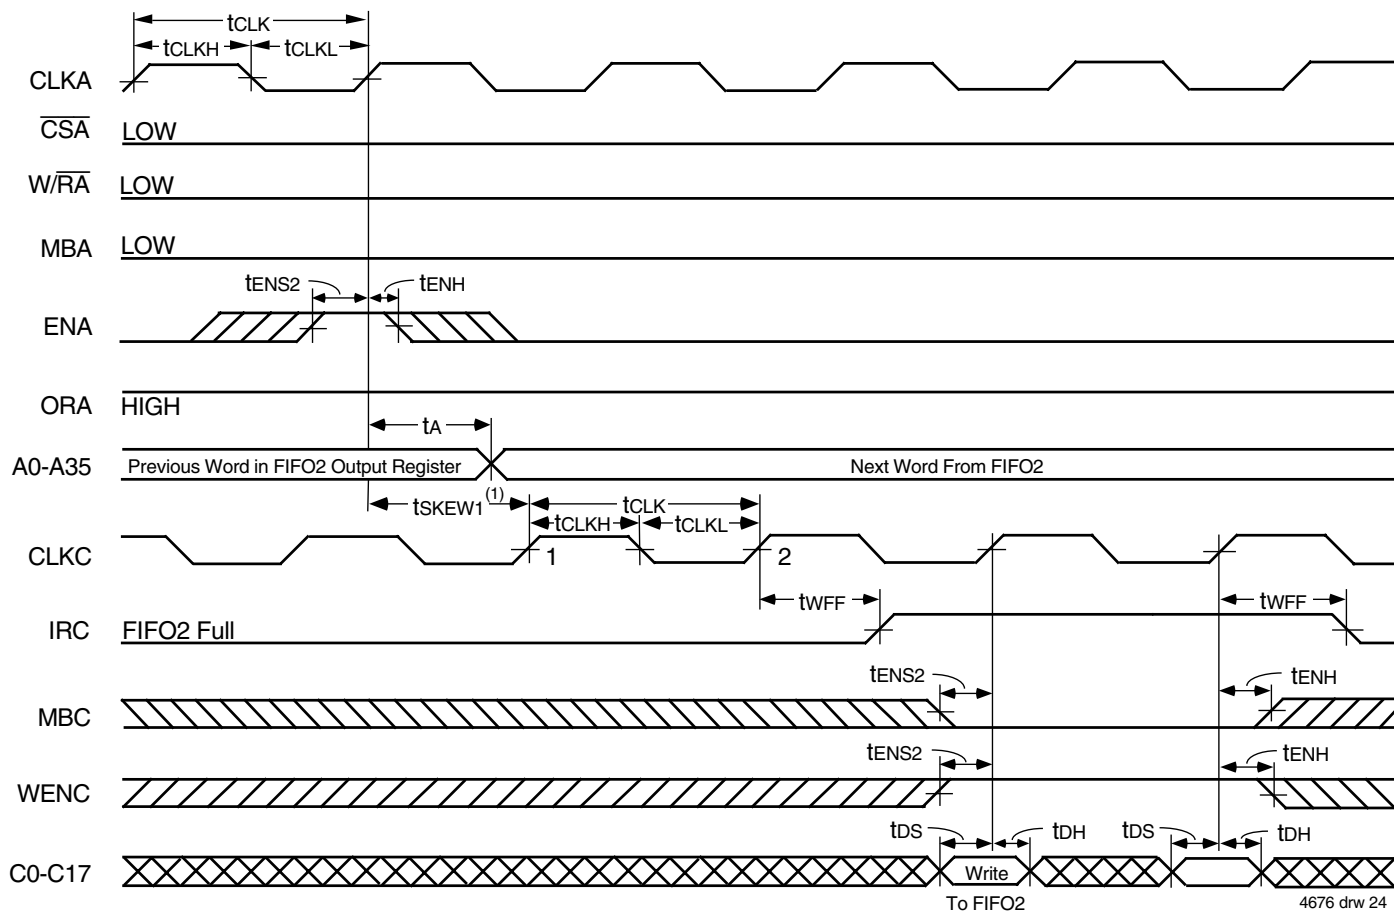 tCLK
tCLKH
tCLKL
CLKA
CSA
LOW
W/RA
LOW
MBA
LOW
tENS2
tENH
ENA
ORA
HIGH
tA
A0-A35
Previous Word in FIFO2 Output Register
Next Word From FIFO2
tSKEW1(1)
tCLK
tCLKH
tCLKL
CLKC
1
2
tWFF
tWFF
IRC
FIFO2 Full
tENS2
tENH
MBC
tENS2
tENH
WENC
tDS
tDH
tDS
tDH
C0-C17
Write
To FIFO2
4676 drw 24